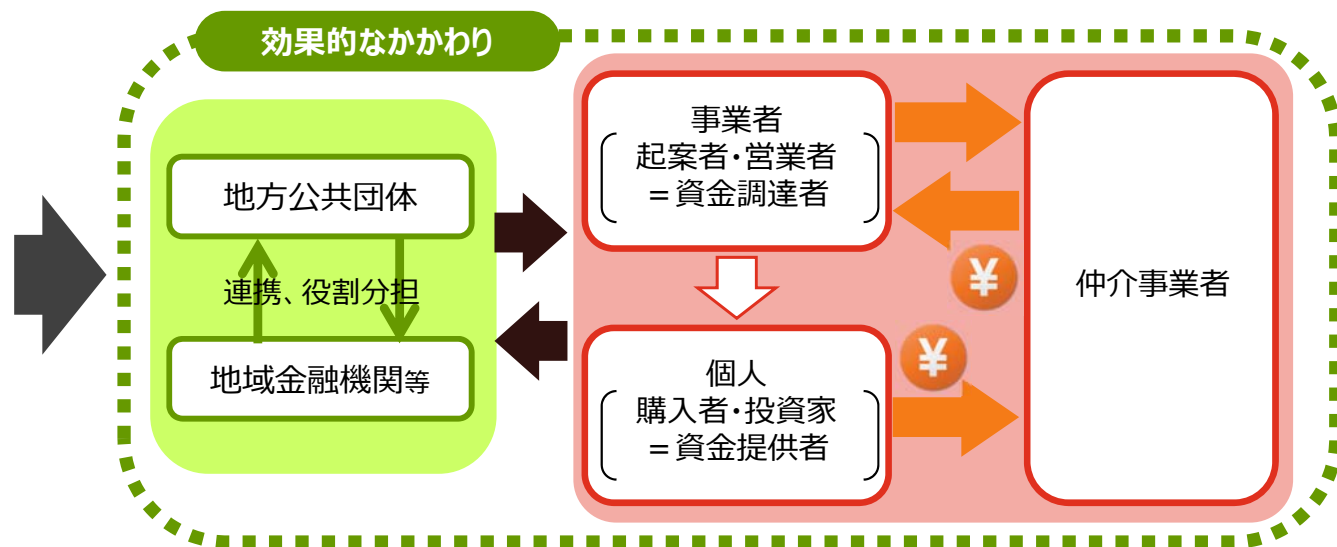 効果的なかかわり
地方公共団体
連携、役割分担
地域金融機関等
事業者
起案者・営業者
＝資金調達者
個人
購入者・投資家
＝資金提供者
¥
¥
仲介事業者